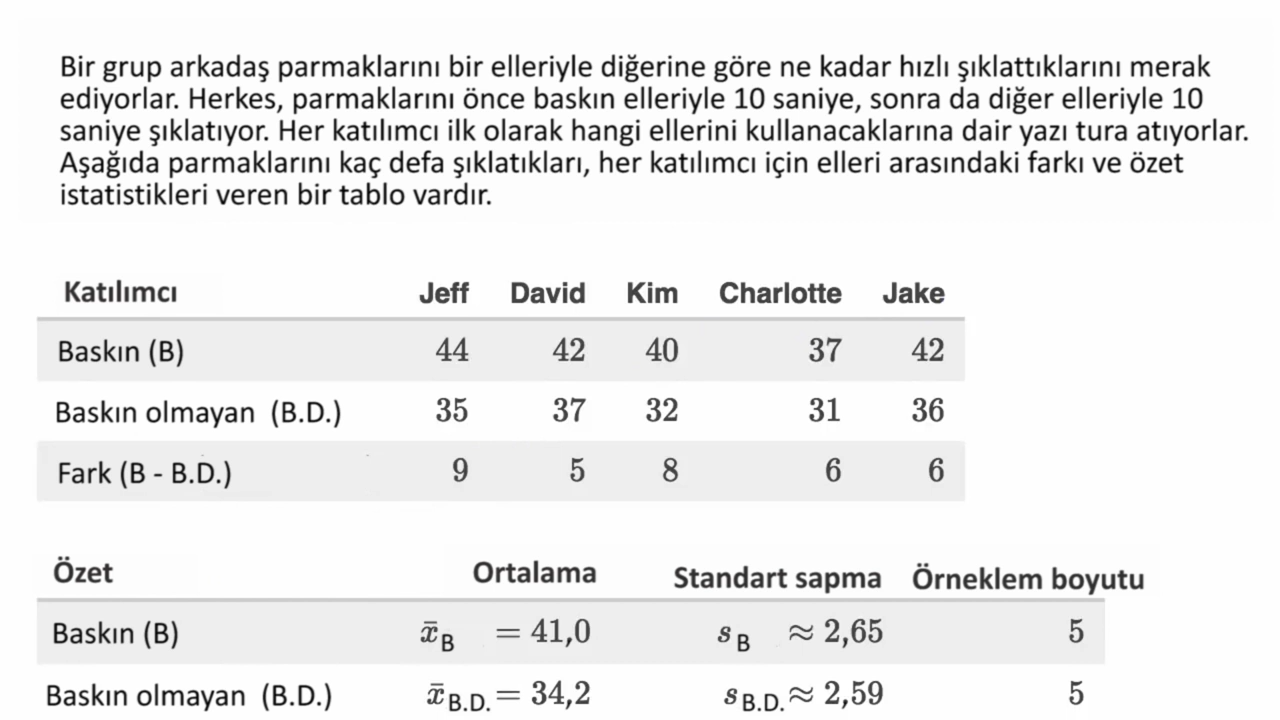 Bir grup arkadaş parmaklarını bir elleriyle diğerine göre ne kadar hızlı şıklattıklarını merak
ediyorlar. Herkes, parmaklarını önce baskın elleriyle 10 saniye, sonra da diğer elleriyle 10
saniye şıklatıyor. Her katılımcı ilk olarak hangi ellerini kullanacaklarına dair yazı tura atıyorlar.
Aşağıda parmaklarını kaç defa şıklatıkları, her katılımcı için elleri arasındaki farkı ve özet
istatistikleri veren bir tablo vardır.
Katılımcı Jeff David Kim Charlotte Jake
Baskın (B) 44 42 40 37 42
Baskın olmayan (B.D.) 35 37 32 31 36
Fark (B - B.D.) 9 5 8 6 6
Özet Ortalama Standart sapma Örneklem boyutu
Baskın (B) x̄ B = 41,0 s B ≈ 2,65 5
Baskın olmayan (B.D.) x̄ B.D. = 34,2 s B.D. ≈ 2,59 5